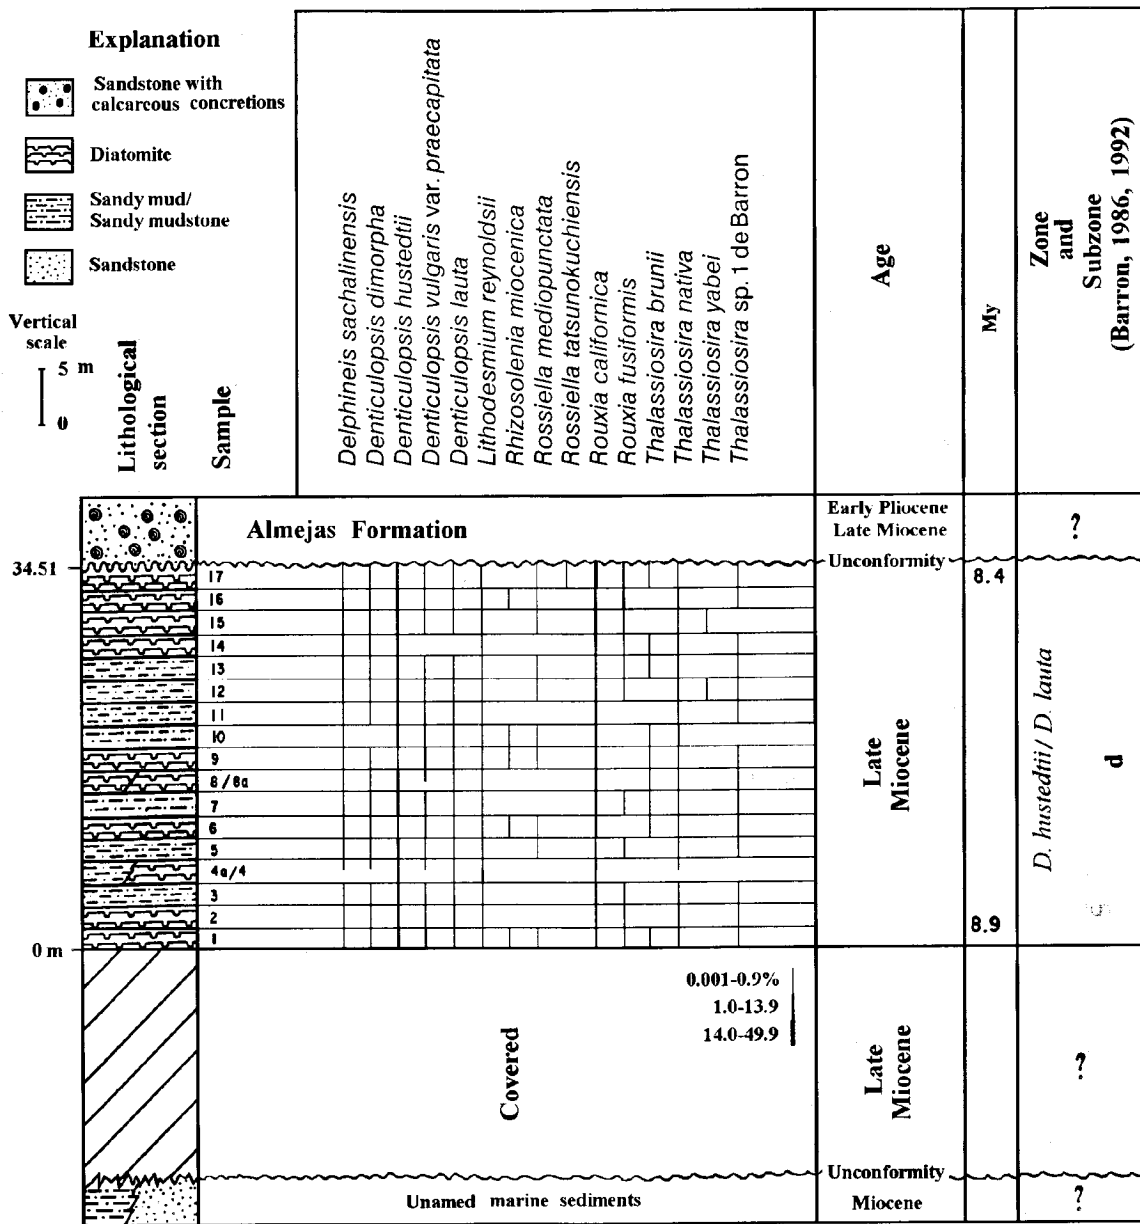 Explanation
Sandstone with
calcareous concretions
Diatomite
Sandy mud/
Sandy mudstone
Sandstone
Vertical
scale
5 m
0
Lithological
section
Sample
Delphineis sachalinensis
Denticulopsis dimorpha
Denticulopsis hustedtii
Denticulopsis vulgaris var. praecapitata
Denticulopsis lauta
Lithodesmium reynoldsii
Rhizosolenia miocenica
Rossiella mediopunctata
Rossiella tatsunokuchiensis
Rouxia californica
Rouxia fusiformis
Thalassiosira brunii
Thalassiosira nativa
Thalassiosira yabei
Thalassiosira sp. 1 de Barron
Age
My
Zone
and
Subzone
(Barron, 1986, 1992)
Almejas Formation
Early Pliocene
Late Miocene
?
Unconformity
34.51
17
8.4
16
15
14
13
12
11
10
9
8/8a
7
6
5
4a/4
3
2
1
0 m
Late
Miocene
8.9
D. hustedtii / D. lauta
d
0.001-0.9%
1.0-13.9
14.0-49.9
Covered
Late
Miocene
?
Unconformity
Unamed marine sediments
Miocene
?